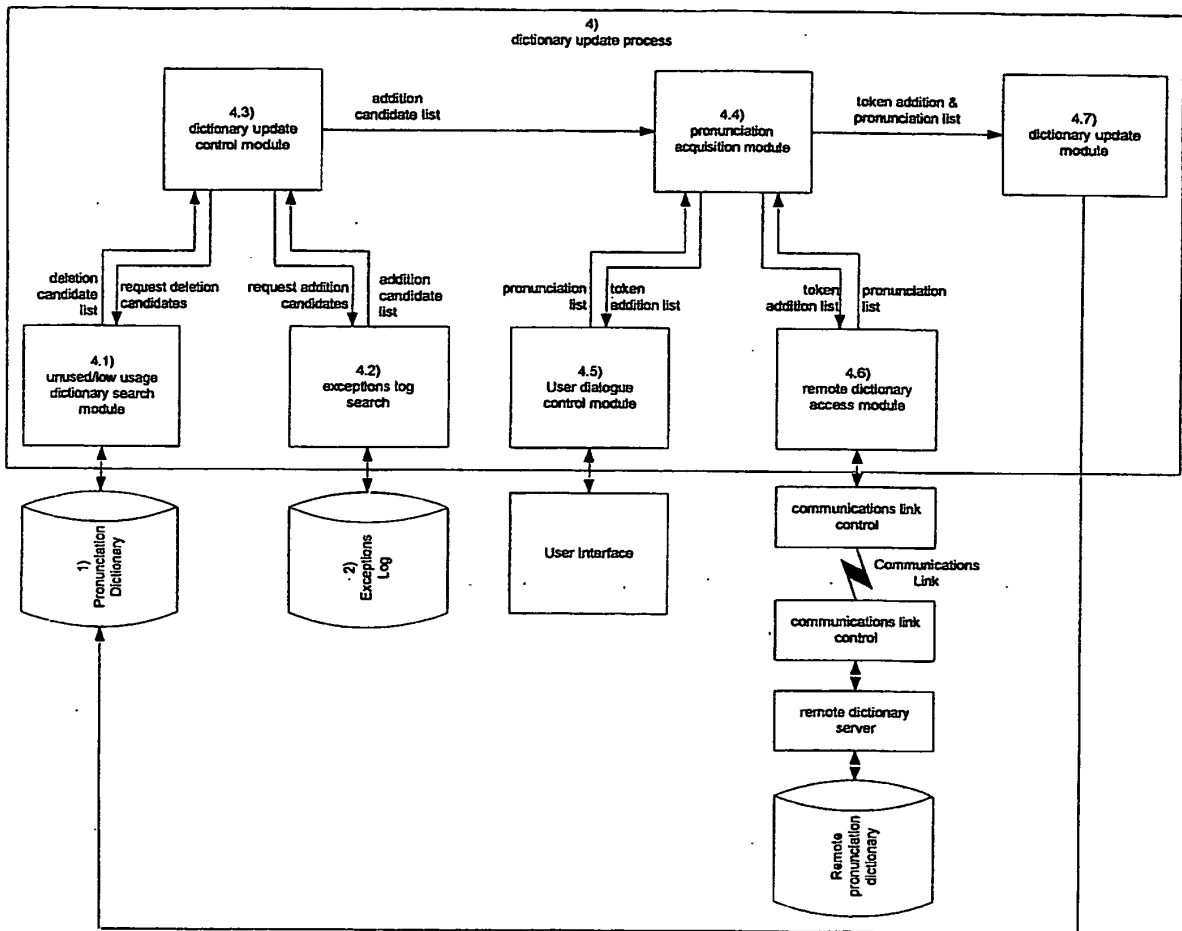 4)
dictionary update process
4.3)
dictionary update
control module
addition
candidate list
4.4)
pronunciation
acquisition module
token addition &
pronunciation list
4.7)
dictionary update
module
deletion
candidate
list
request deletion
candidates
request addition
candidates
addition
candidate
list
pronunciation
list
token
addition list
token
addition list
pronunciation
list
4.1)
unused/low usage
dictionary search
module
4.2)
exceptions log
search
4.5)
User dialogue
control module
4.6)
remote dictionary
access module
1)
Pronunciation
Dictionary
2)
Exceptions
Log
User Interface
communications link
control
Communications
Link
communications link
control
remote dictionary
server
Remote
pronunciation
dictionary